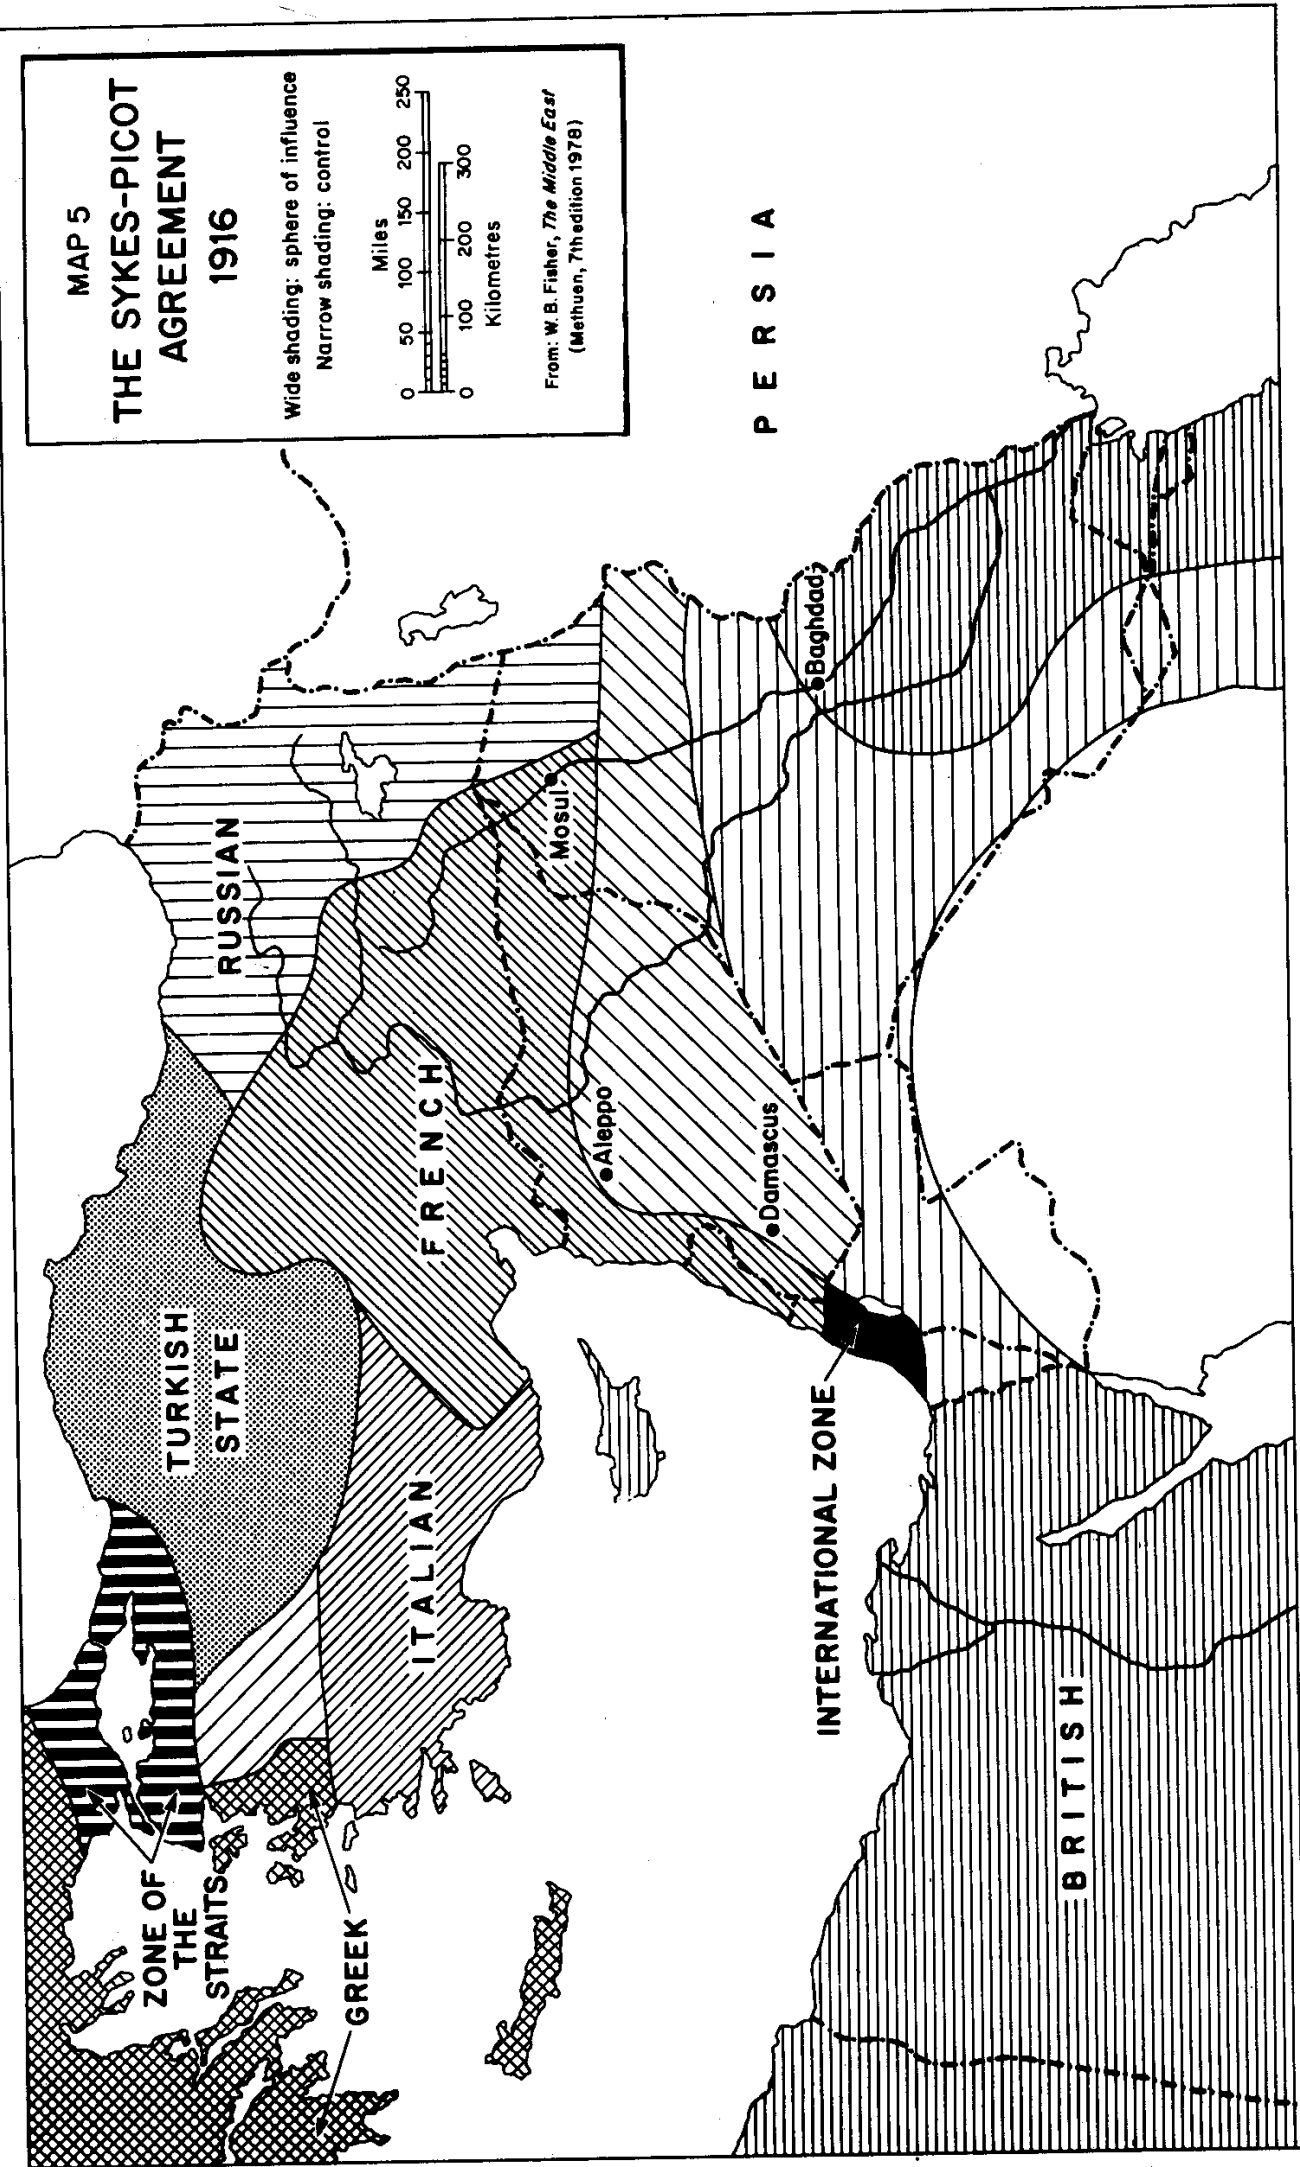 MAP 5
THE SYKES-PICOT
AGREEMENT
1916
Wide shading: sphere of influence
Narrow shading: control
Miles
0 50 100 150 200 250
0 100 200 300
Kilometres
From: W. B. Fisher, The Middle East
(Methuen, 7th edition 1978)
ZONE OF
THE
STRAITS
TURKISH
STATE
RUSSIAN
GREEK
ITALIAN
FRENCH
Mosul
Aleppo
Damascus
Baghdad
PERSIA
INTERNATIONAL ZONE
BRITISH